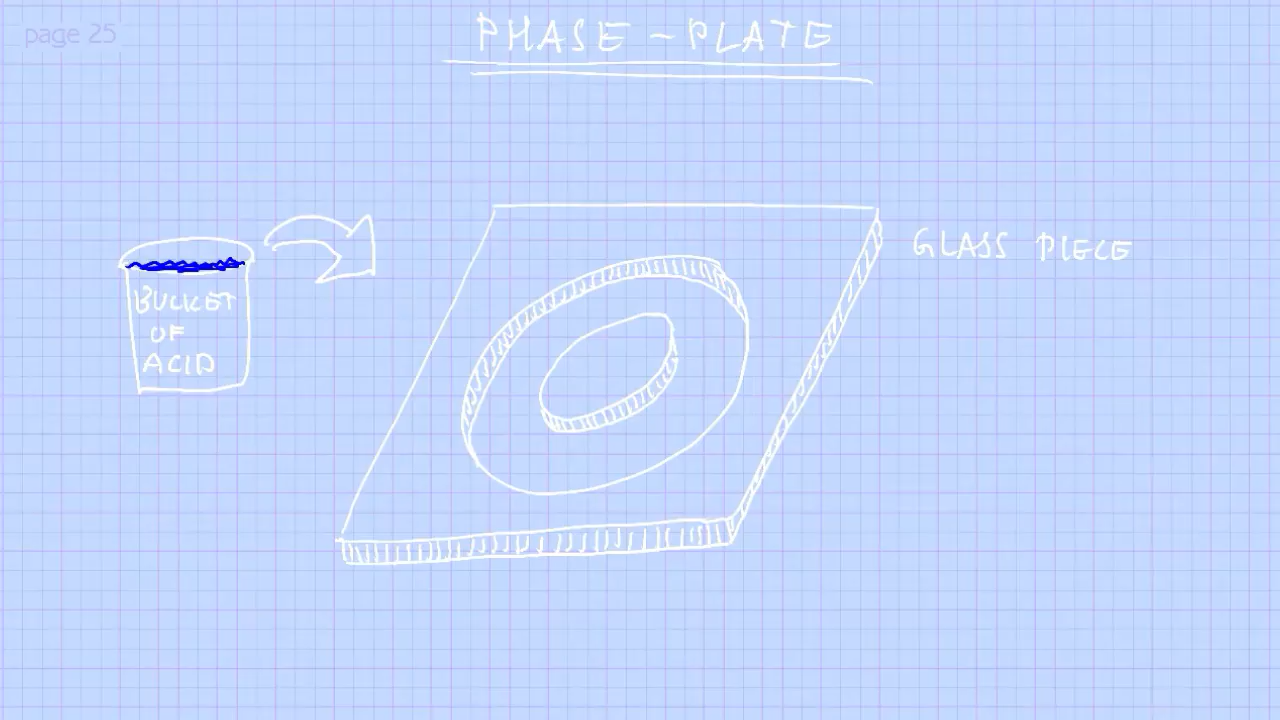 page 25
PHASE-PLATE
GLASS PIECE
BUCKET
OF
ACID